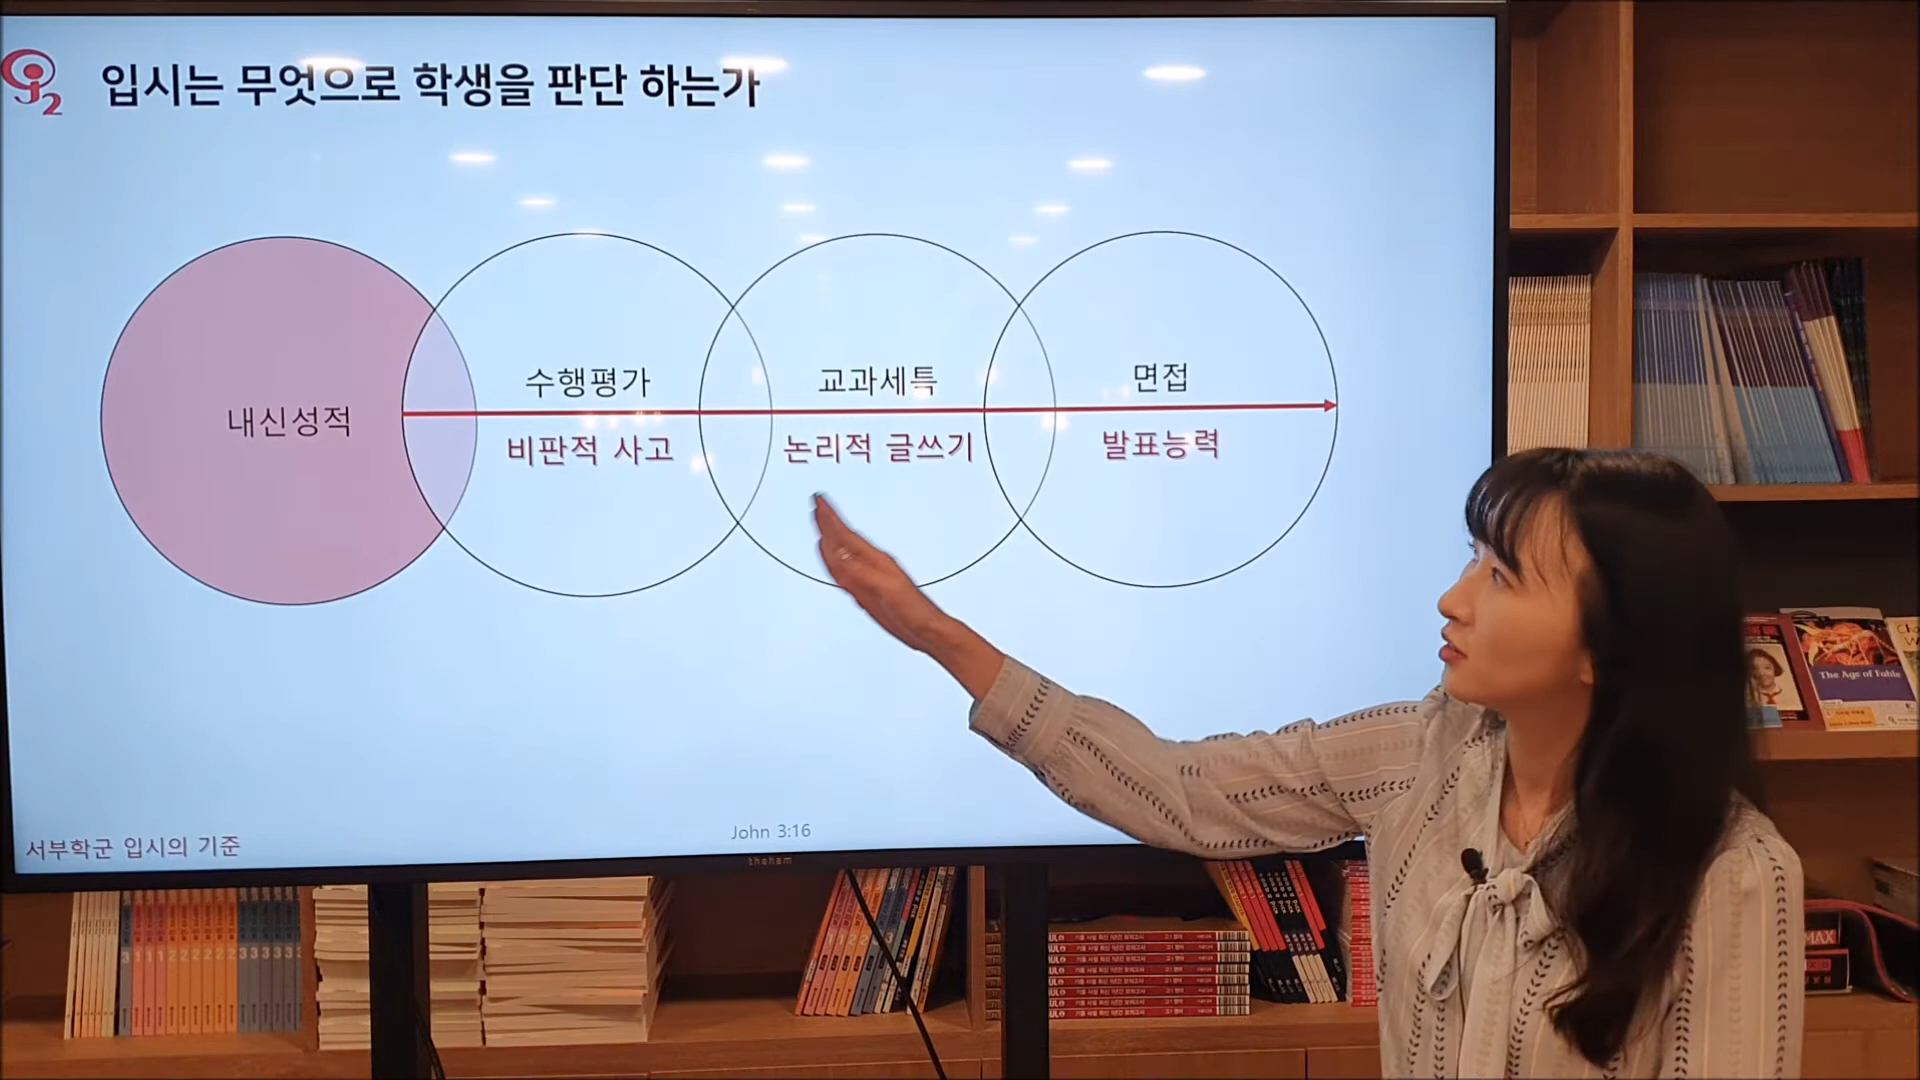 입시는 무엇으로 학생을 판단 하는가
내신성적
수행평가
비판적 사고
교과세특
논리적 글쓰기
면접
발표능력
서부학군 입시의 기준
John 3:16
thaham
The Age of Fable